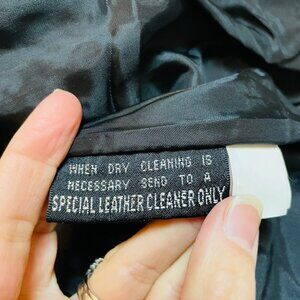 WHEN DRY CLEANING IS
NECESSARY SEND TO A
SPECIAL LEATHER CLEANER ONLY